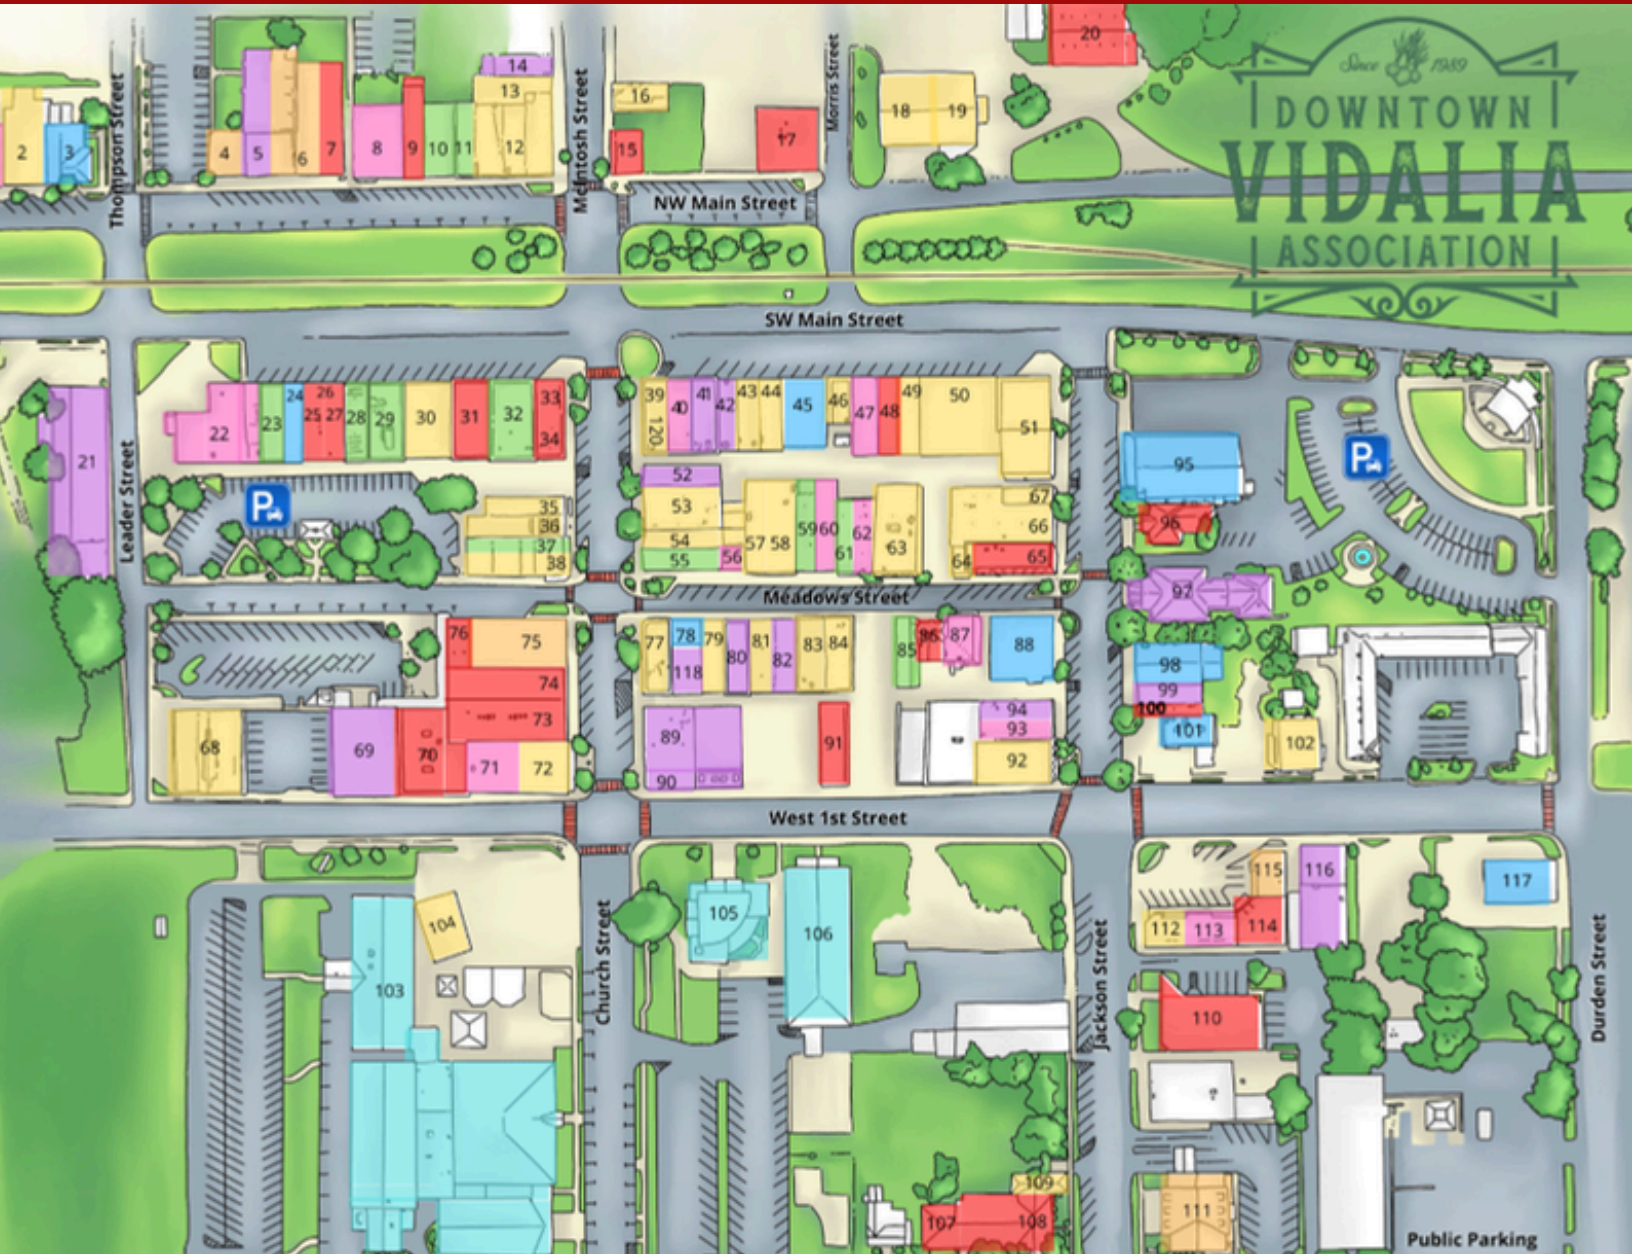 20
Since 1989
DOWNTOWN
VIDALIA
ASSOCIATION
14
13
16
18 19
2 3
Thompson Street
4 5 6 7
8 9 10 11 12
McIntosh Street
15
17
Morris Street
NW Main Street
SW Main Street
21
Leader Street
22 23 24 25 26 27 28 29 30 31 32 33
34
39 40 41 42 43 44 45 46 47 48 49 50
120
51
P
35
36
37
38
52
53
54
55 56
57 58 59 60 61 62 63
67
66
64 65
95
96
P
97
Meadows Street
76 75
74
73
68 69 70 71 72
77 78 79 80 81 82 83 84
118
85 86 87 88
89
90
91
94
93
92
98
99
100
101
102
West 1st Street
103
104
Church Street
105
106
Jackson Street
115 116
112 113 114
117
110
Durden Street
109
107 108
111
Public Parking